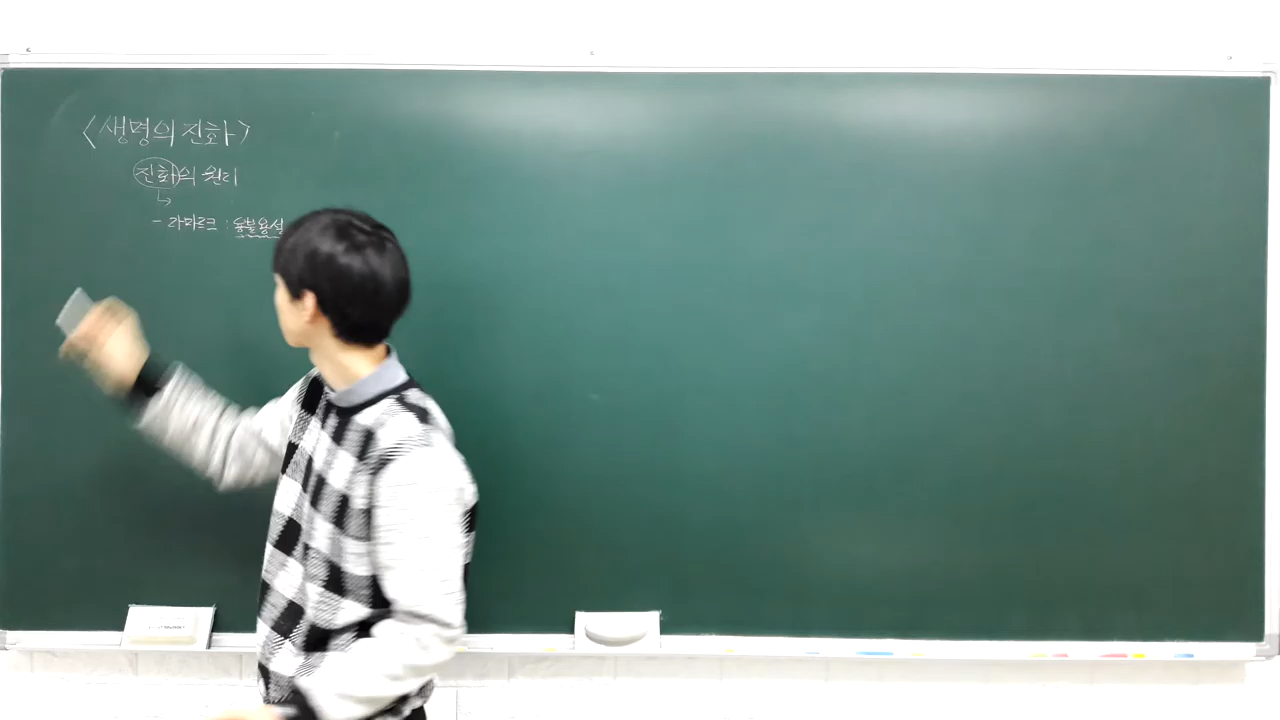 <생명의 진화>
진화의 원리
- 라마르크 : 용불용설